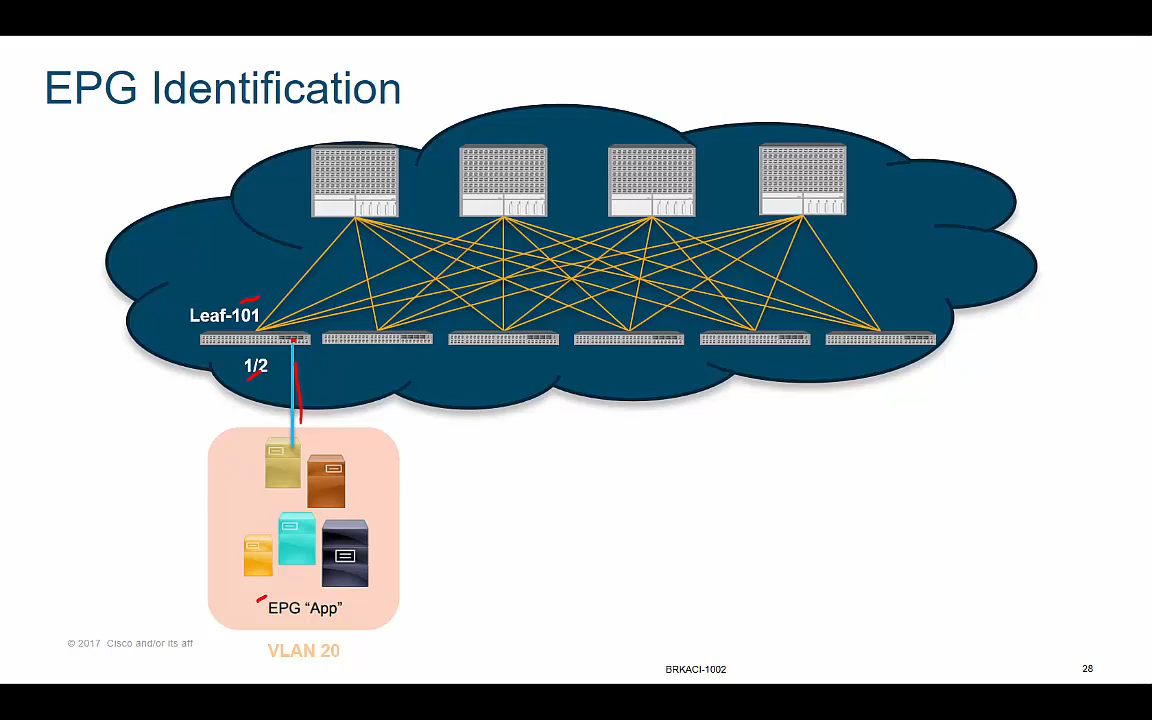 EPG Identification
Leaf-101
1/2
EPG “App”
© 2017 Cisco and/or its aff
VLAN 20
BRKACI-1002
28